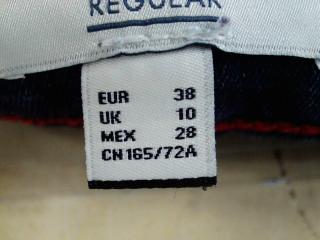 REGULAR
EUR 38
UK 10
MEX 28
CN 165/72A